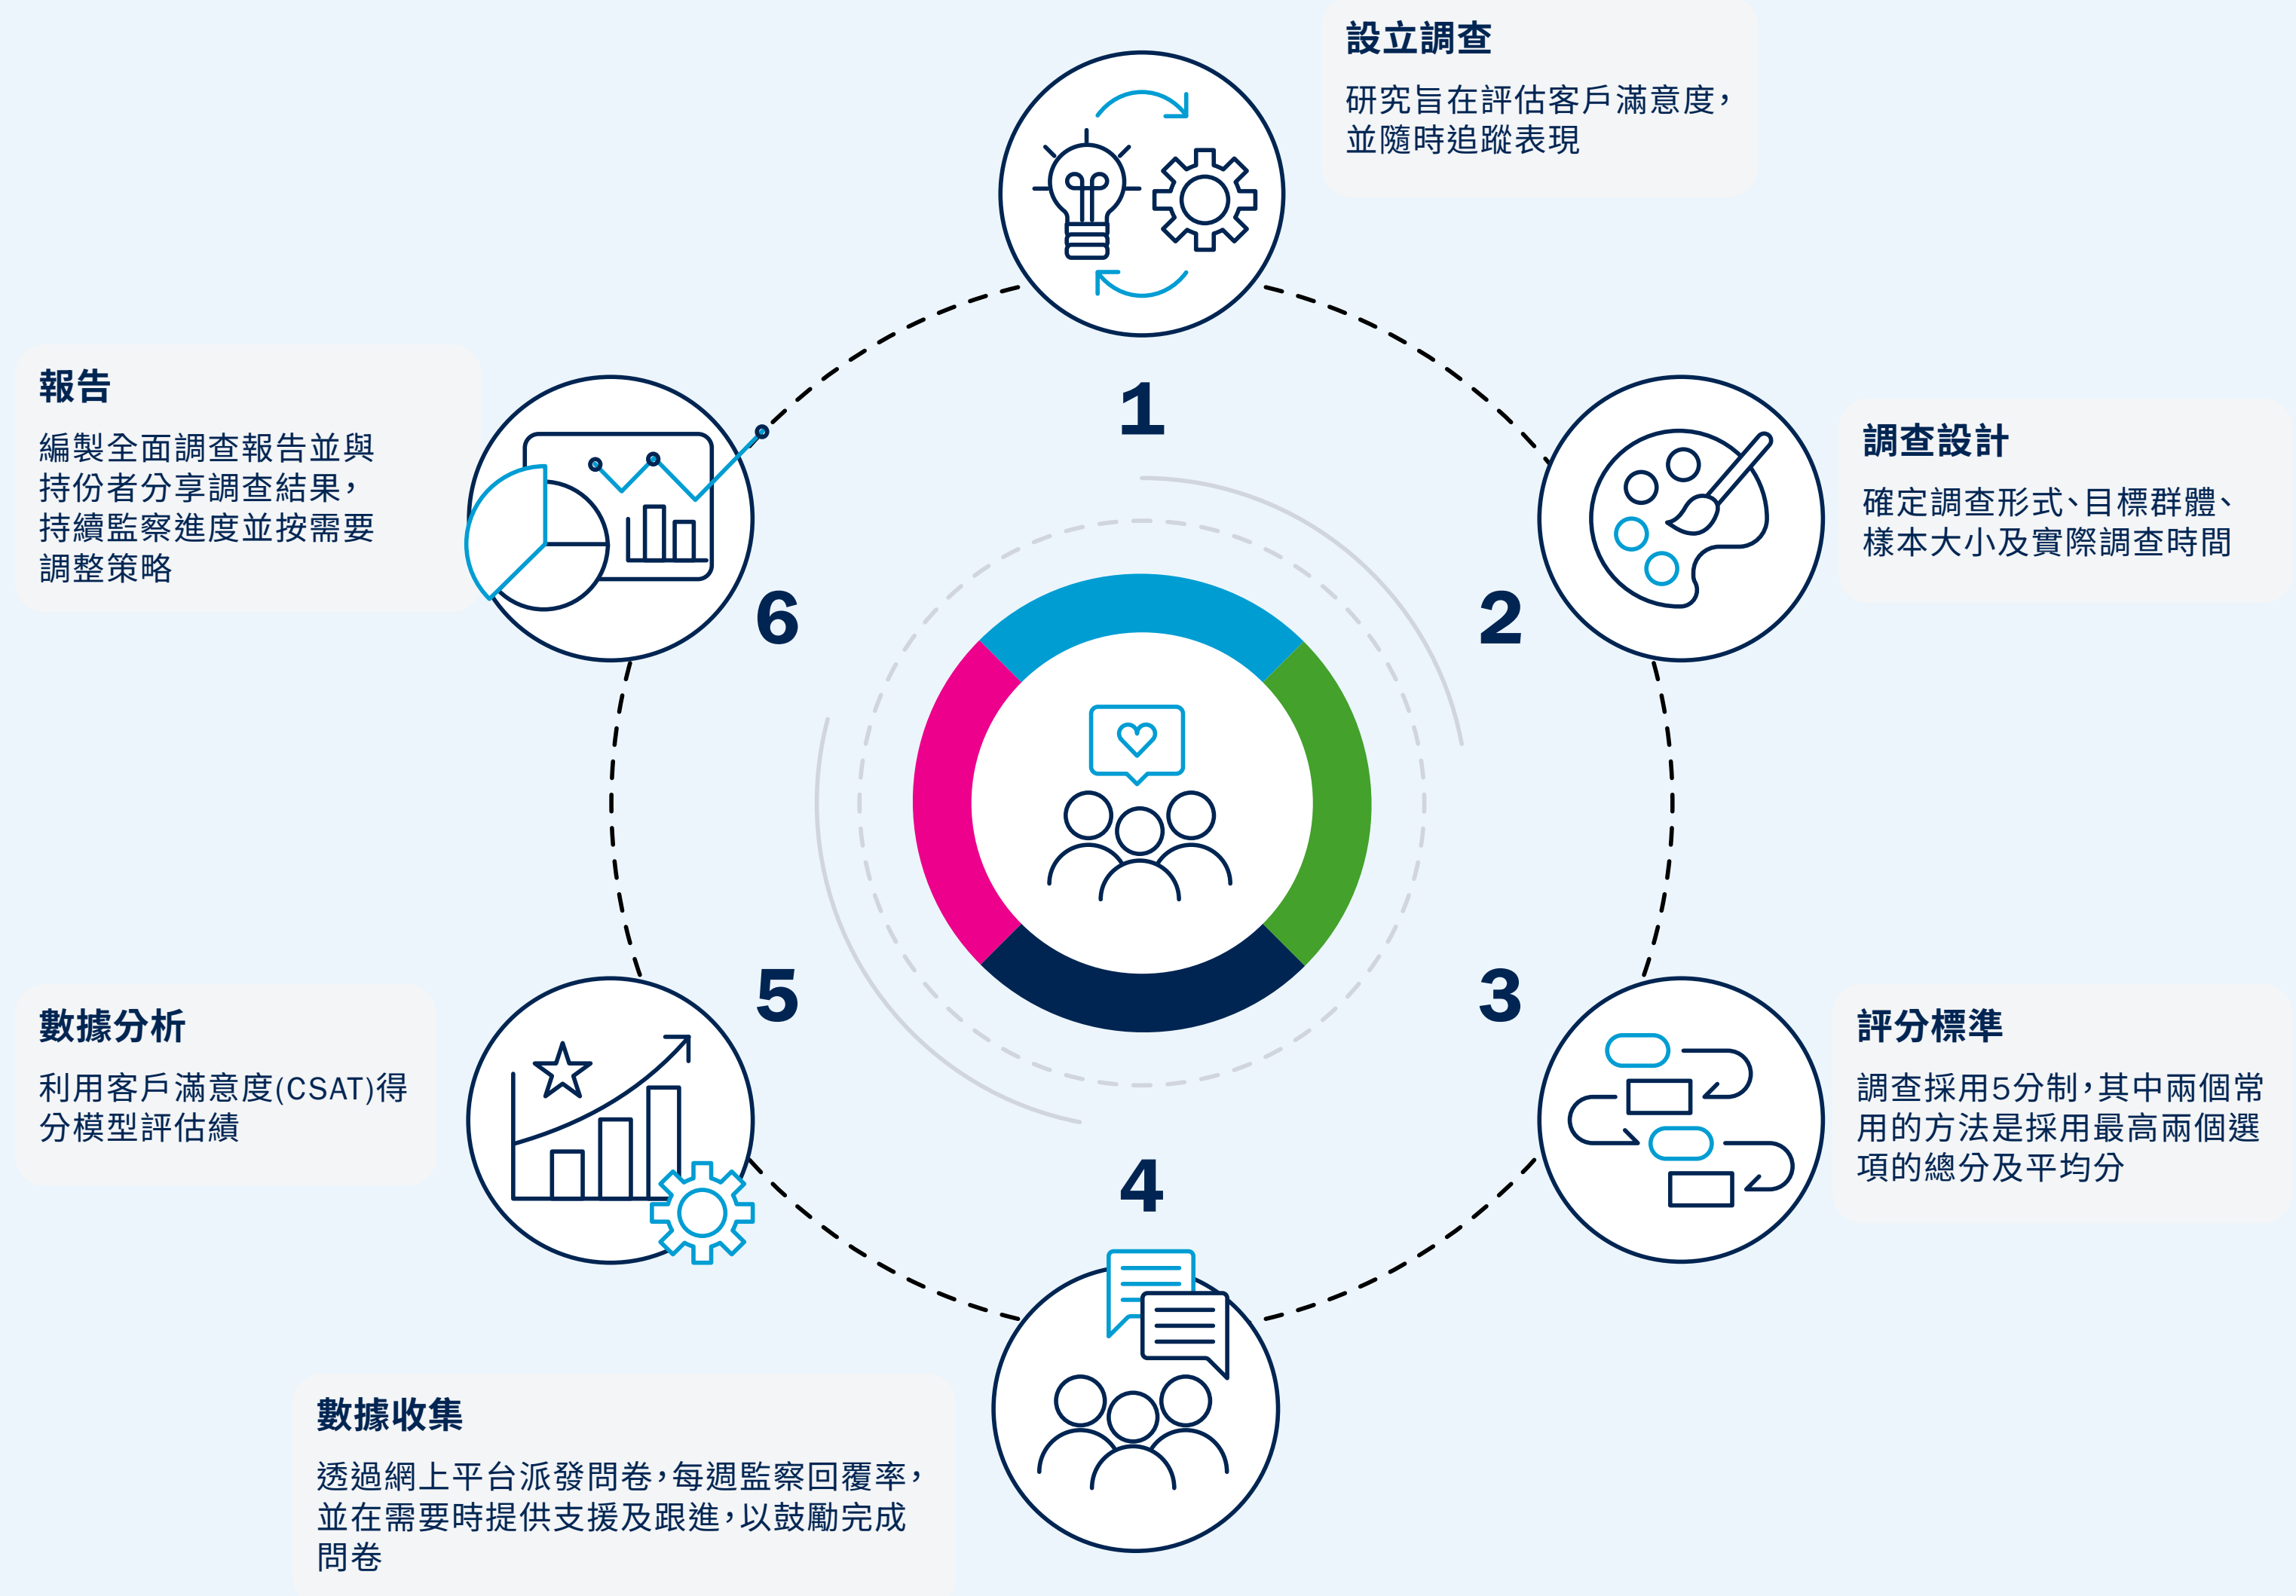 設立調查
研究旨在評估客戶滿意度，
並隨時追蹤表現
1
調查設計
確定調查形式、目標群體、
樣本大小及實際調查時間
2
評分標準
調查採用5分制，其中兩個常
用的方法是採用最高兩個選
項的總分及平均分
3
4
數據收集
透過網上平台派發問卷，每週監察回覆率，
並在需要時提供支援及跟進，以鼓勵完成
問卷
5
數據分析
利用客戶滿意度(CSAT)得
分模型評估績
6
報告
編製全面調查報告並與
持份者分享調查結果，
持續監察進度並按需要
調整策略